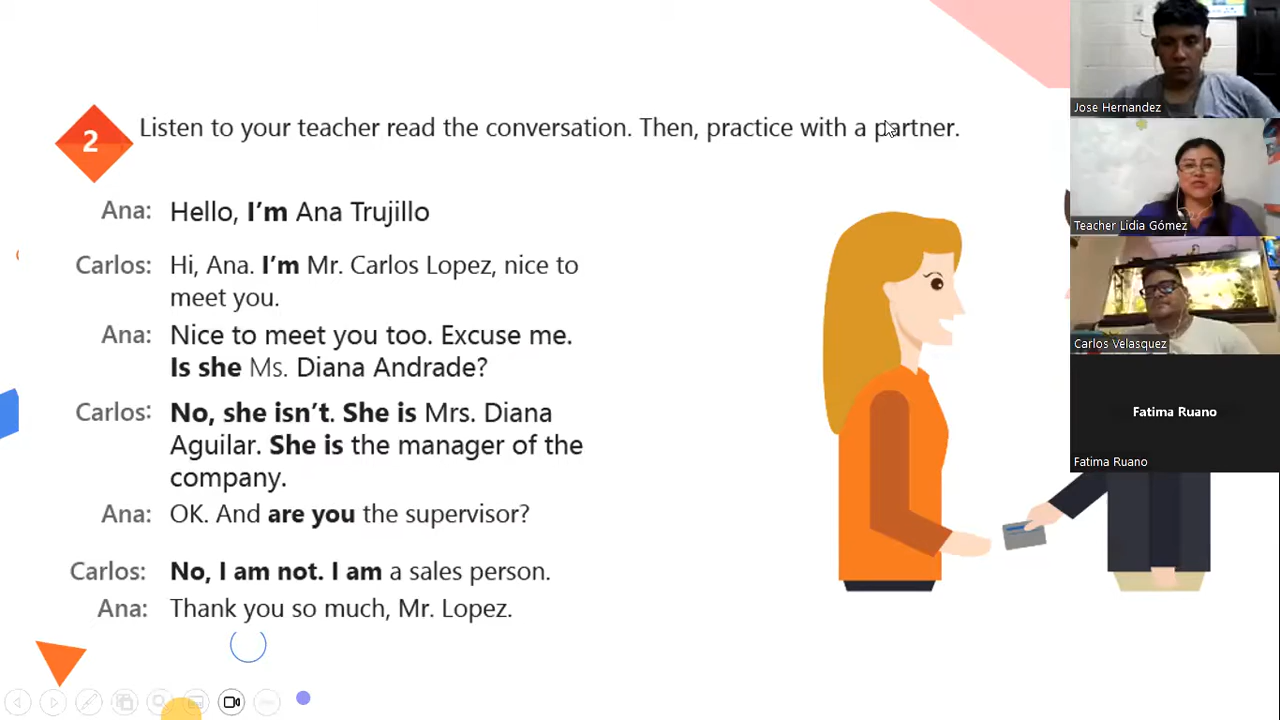 2
Listen to your teacher read the conversation. Then, practice with a partner.
Ana: Hello, I'm Ana Trujillo
Carlos: Hi, Ana. I'm Mr. Carlos Lopez, nice to
meet you.
Ana: Nice to meet you too. Excuse me.
Is she Ms. Diana Andrade?
Carlos: No, she isn't. She is Mrs. Diana
Aguilar. She is the manager of the
company.
Ana: OK. And are you the supervisor?
Carlos: No, I am not. I am a sales person.
Ana: Thank you so much, Mr. Lopez.
Jose Hernandez
Teacher Lidia Gómez
Carlos Velasquez
Fatima Ruano
Fatima Ruano